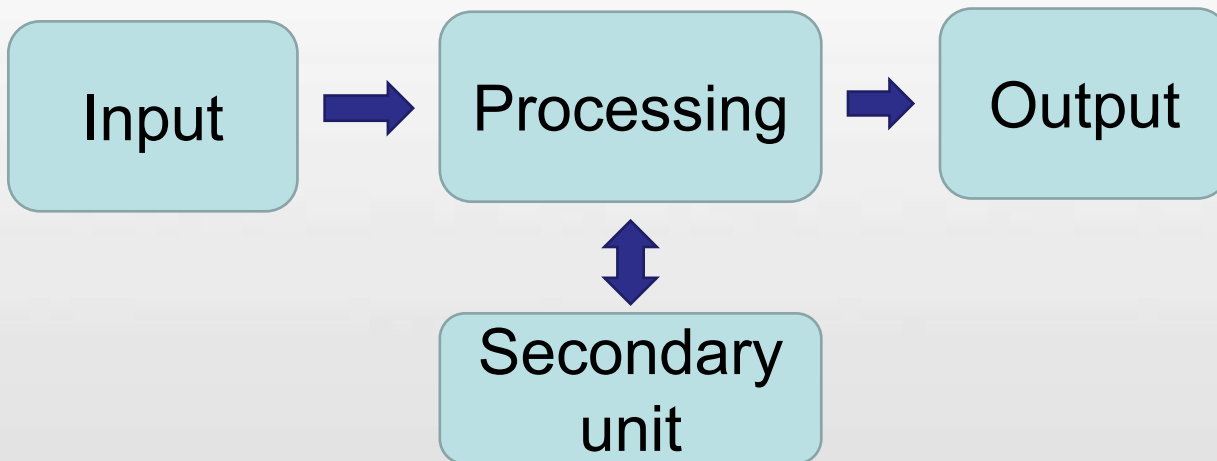 Input
Processing
Output
Secondary
unit